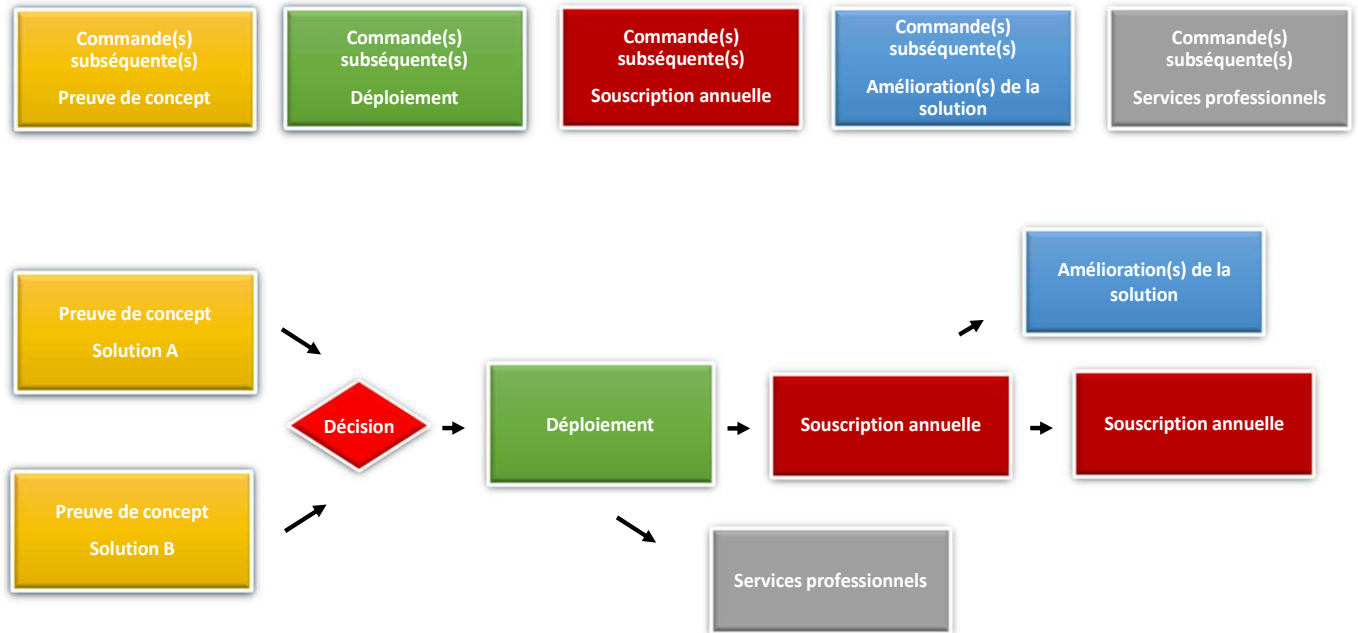 Commande(s)
subséquente(s)
Preuve de concept
Commande(s)
subséquente(s)
Déploiement
Commande(s)
subséquente(s)
Souscription annuelle
Commande(s)
subséquente(s)
Amélioration(s) de la
solution
Commande(s)
subséquente(s)
Services professionnels
Amélioration(s) de la
solution
Preuve de concept
Solution A
Décision
Déploiement
Souscription annuelle
Souscription annuelle
Preuve de concept
Solution B
Services professionnels